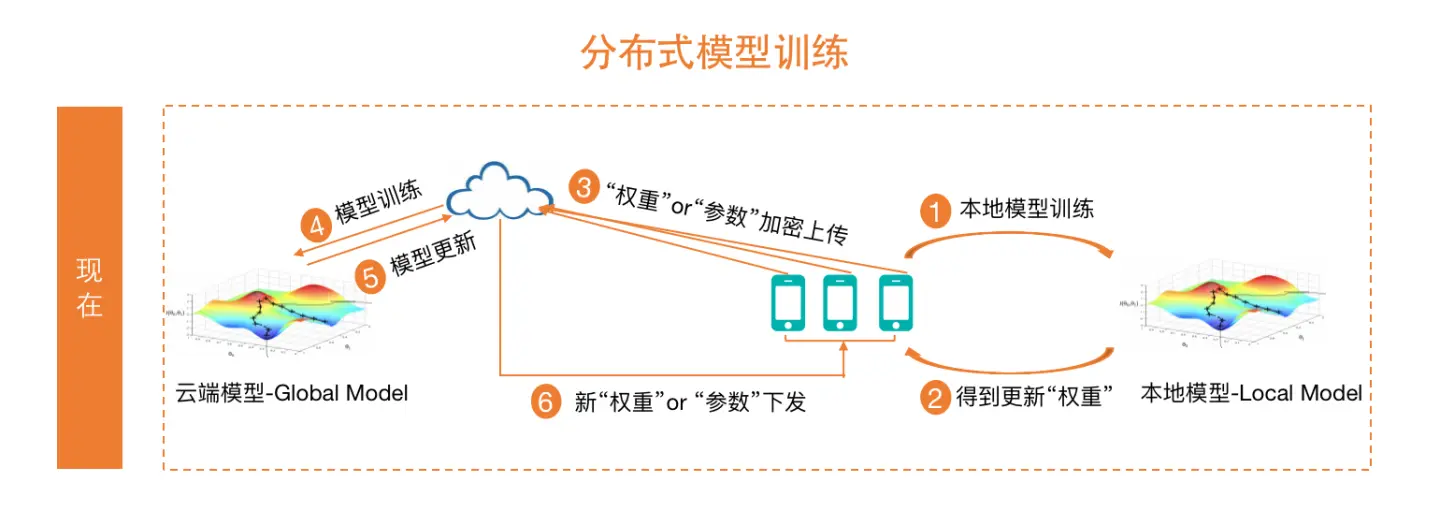 分布式模型训练
现
在
4 模型训练
5 模型更新
3 “权重”or“参数”加密上传
1 本地模型训练
云端模型-Global Model
6 新“权重”or “参数”下发
2 得到更新“权重”
本地模型-Local Model